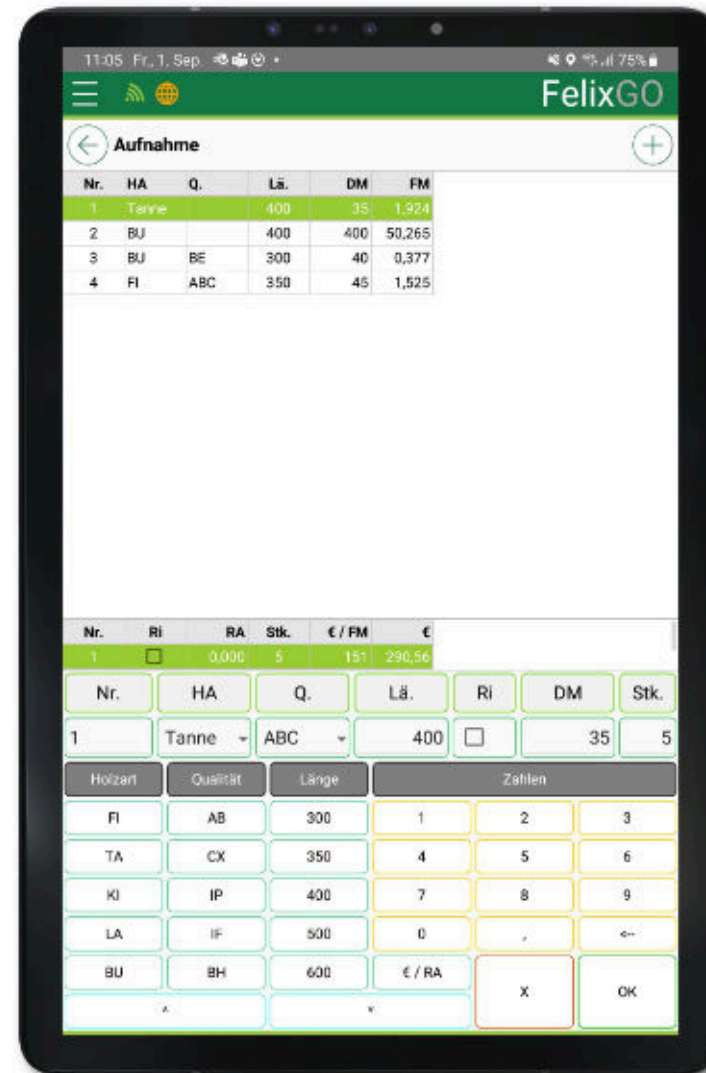 11:05 Fr., 1. Sep. 75%
FelixGO
Aufnahme
Nr. HA Q. Lä. DM FM
1 Tanne 400 35 1,924
2 BU 400 400 50,265
3 BU BE 300 40 0,377
4 FI ABC 350 45 1,525
Nr. Ri RA Stk. € / FM €
1 0,000 5 151 290,56
Nr. HA Q. Lä. Ri DM Stk.
1 Tanne ABC 400 35 5
Holzart Qualität Länge Zahlen
FI AB 300 1 2 3
TA CX 350 4 5 6
KI IP 400 7 8 9
LA IF 500 0 , <--
BU BH 600 € / RA X OK
^ v